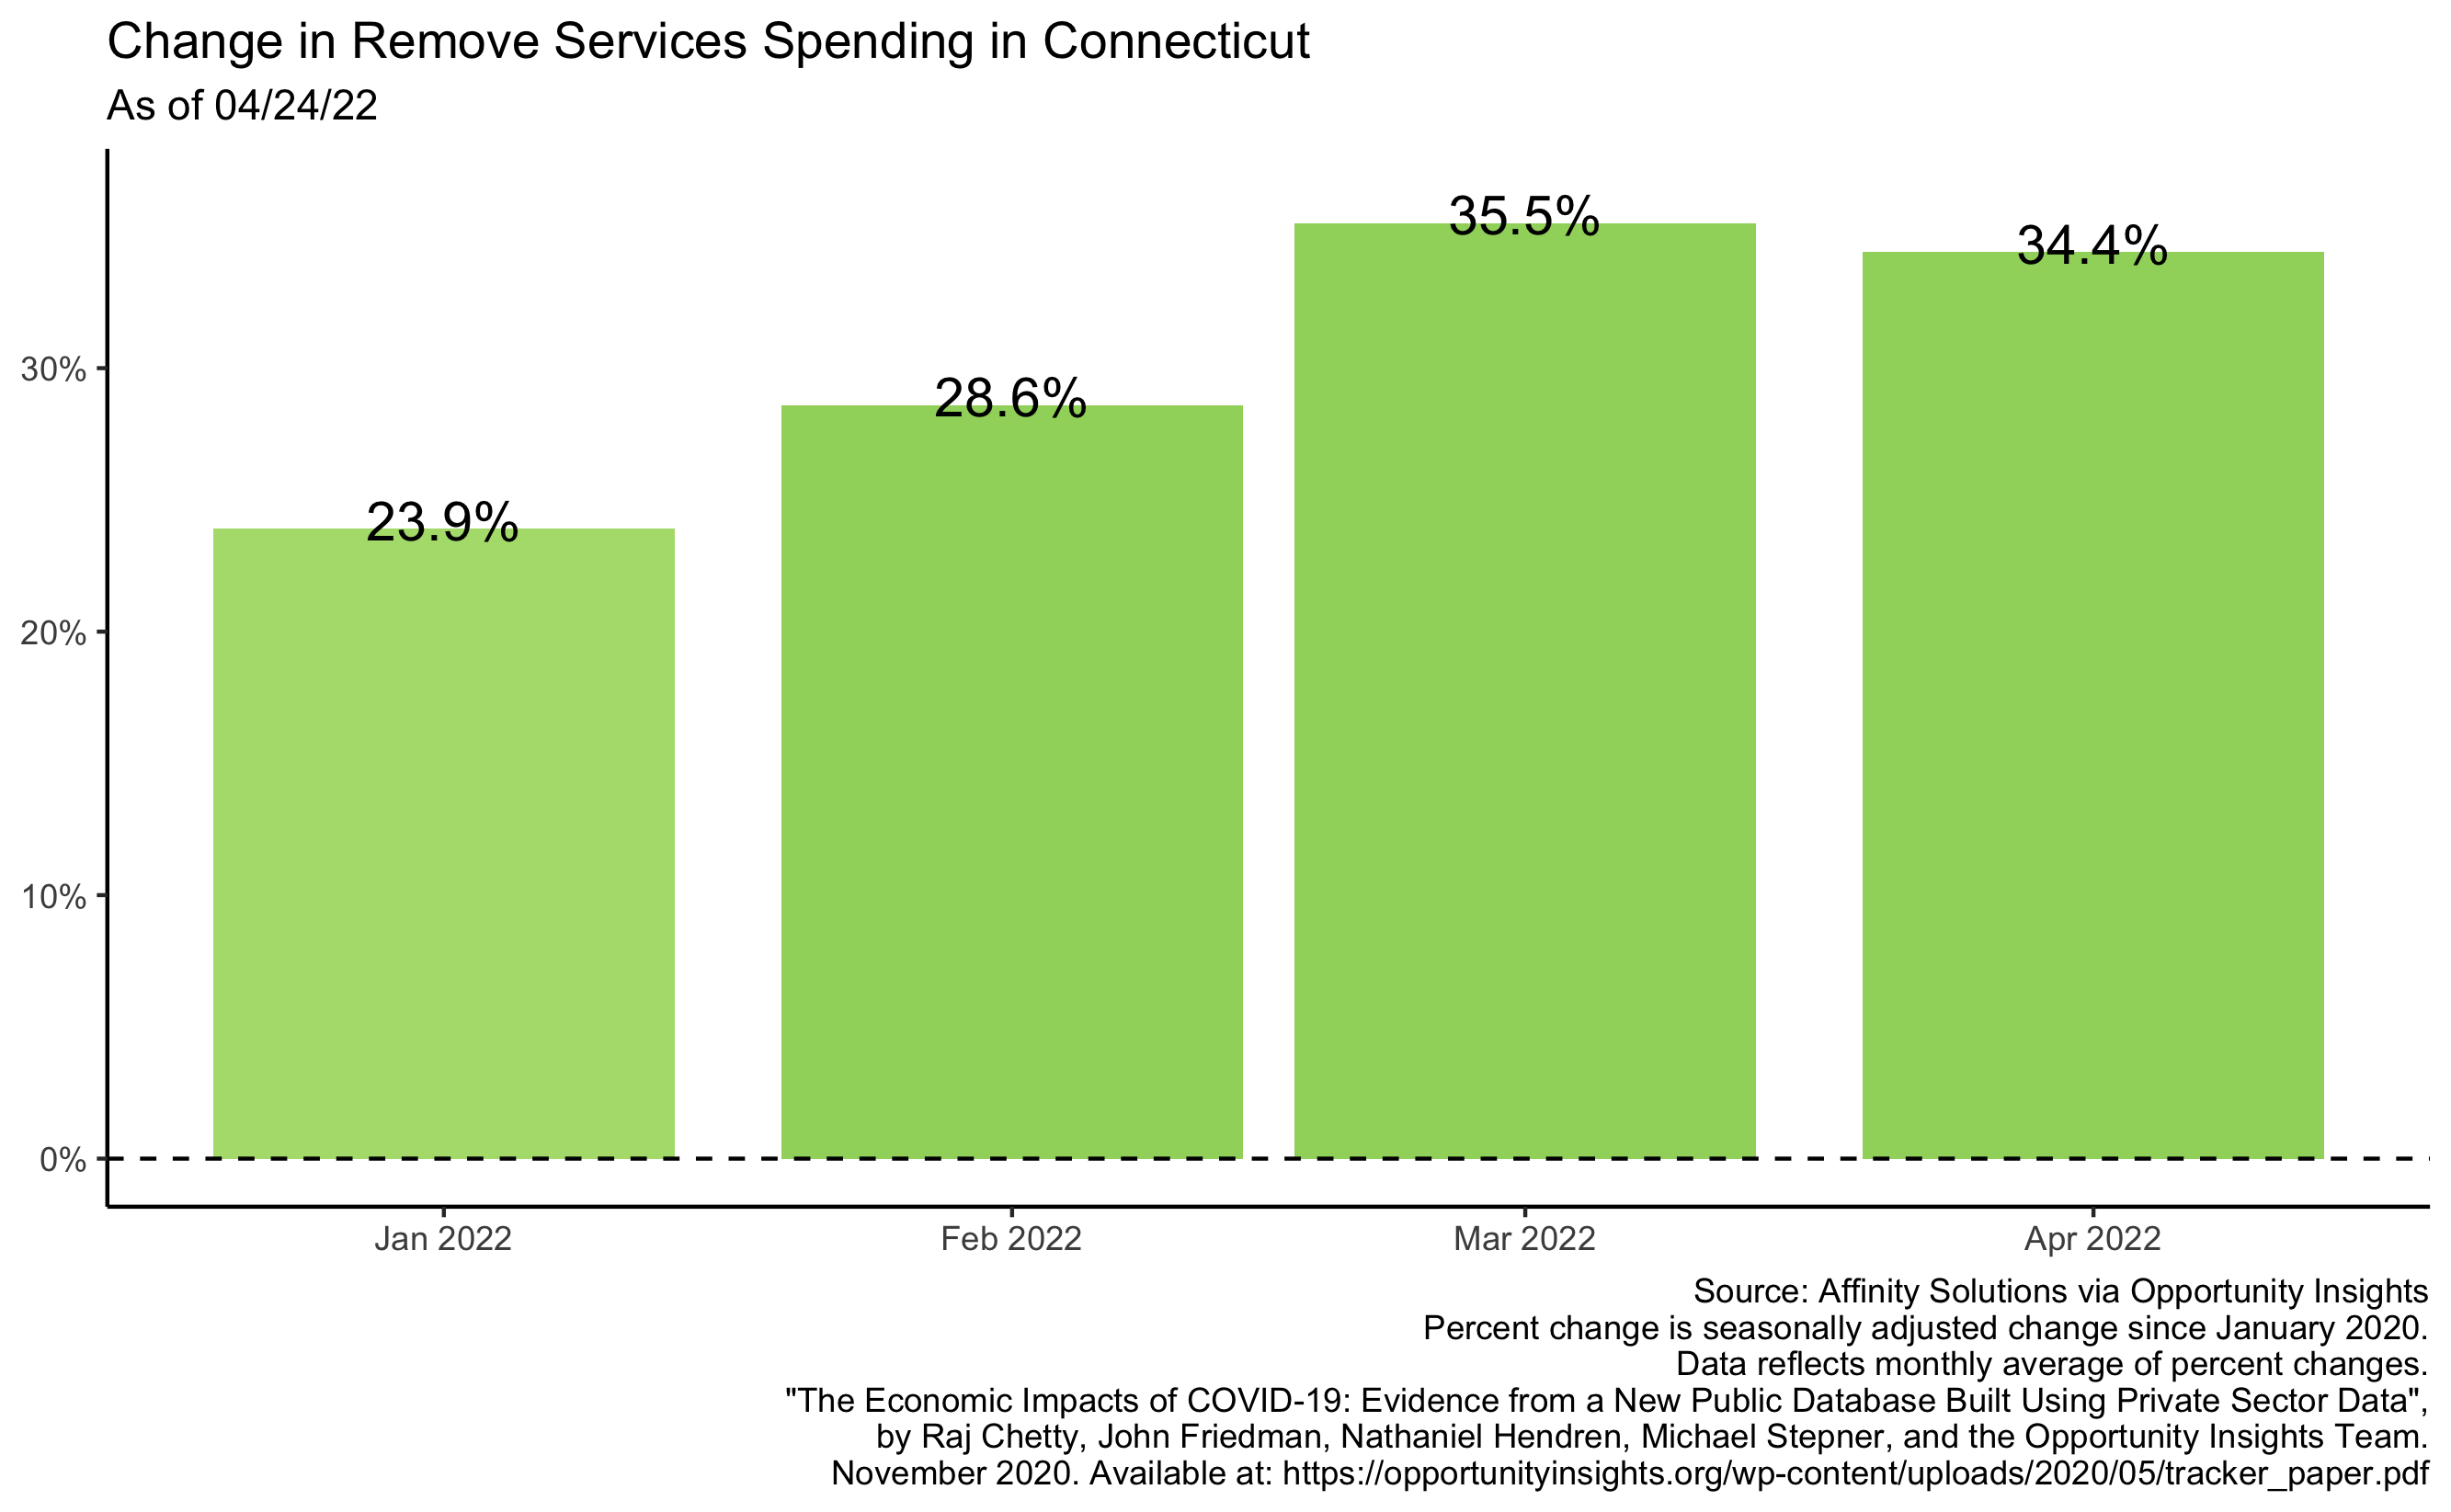 Change in Remove Services Spending in Connecticut
As of 04/24/22
35.5%
34.4%
28.6%
23.9%
30%
20%
10%
0%
Jan 2022
Feb 2022
Mar 2022
Apr 2022
Source: Affinity Solutions via Opportunity Insights
Percent change is seasonally adjusted change since January 2020.
Data reflects monthly average of percent changes.
"The Economic Impacts of COVID-19: Evidence from a New Public Database Built Using Private Sector Data",
by Raj Chetty, John Friedman, Nathaniel Hendren, Michael Stepner, and the Opportunity Insights Team.
November 2020. Available at: https://opportunityinsights.org/wp-content/uploads/2020/05/tracker_paper.pdf